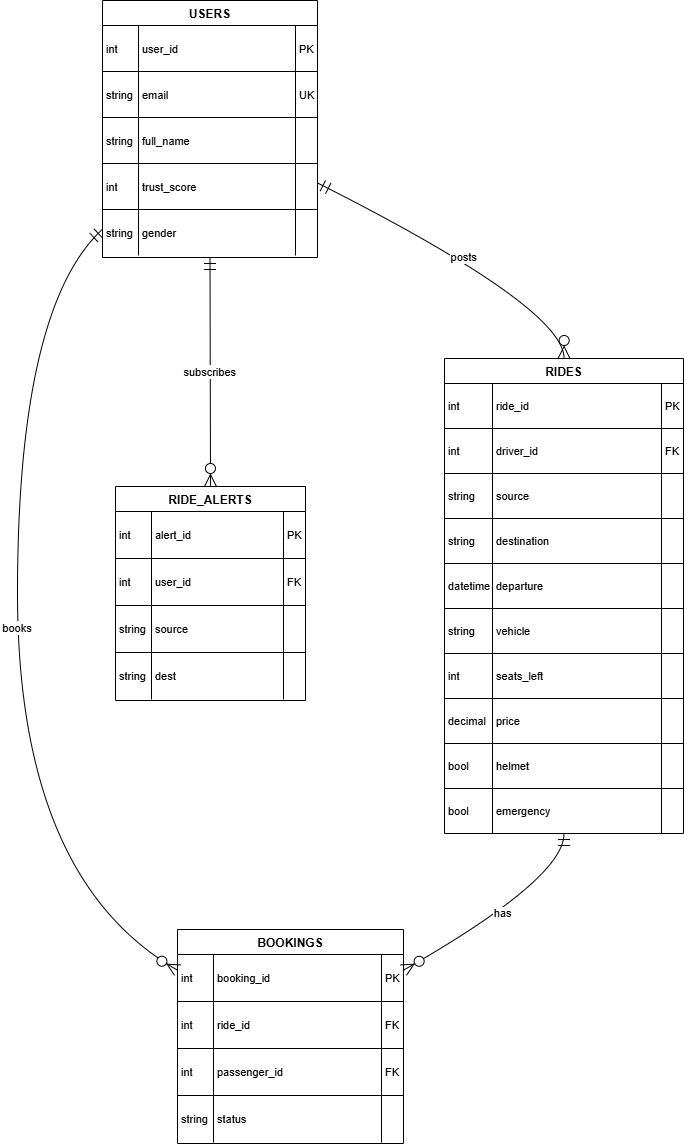 USERS
int user_id PK
string email UK
string full_name
int trust_score
string gender
posts
subscribes
RIDES
int ride_id PK
int driver_id FK
string source
string destination
datetime departure
string vehicle
int seats_left
decimal price
bool helmet
bool emergency
RIDE_ALERTS
int alert_id PK
int user_id FK
string source
string dest
books
has
BOOKINGS
int booking_id PK
int ride_id FK
int passenger_id FK
string status